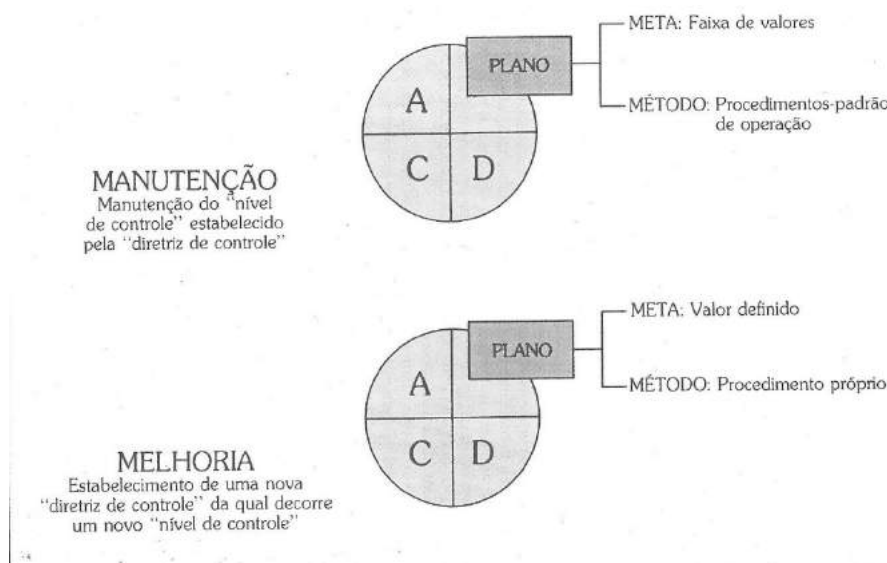 META: Faixa de valores
PLANO
A
MÉTODO: Procedimentos-padrão
de operação
C D
MANUTENÇÃO
Manutenção do “nível
de controle” estabelecido
pela “diretriz de controle”
META: Valor definido
PLANO
A
MÉTODO: Procedimento próprio
C D
MELHORIA
Estabelecimento de uma nova
“diretriz de controle” da qual decorre
um novo “nível de controle”